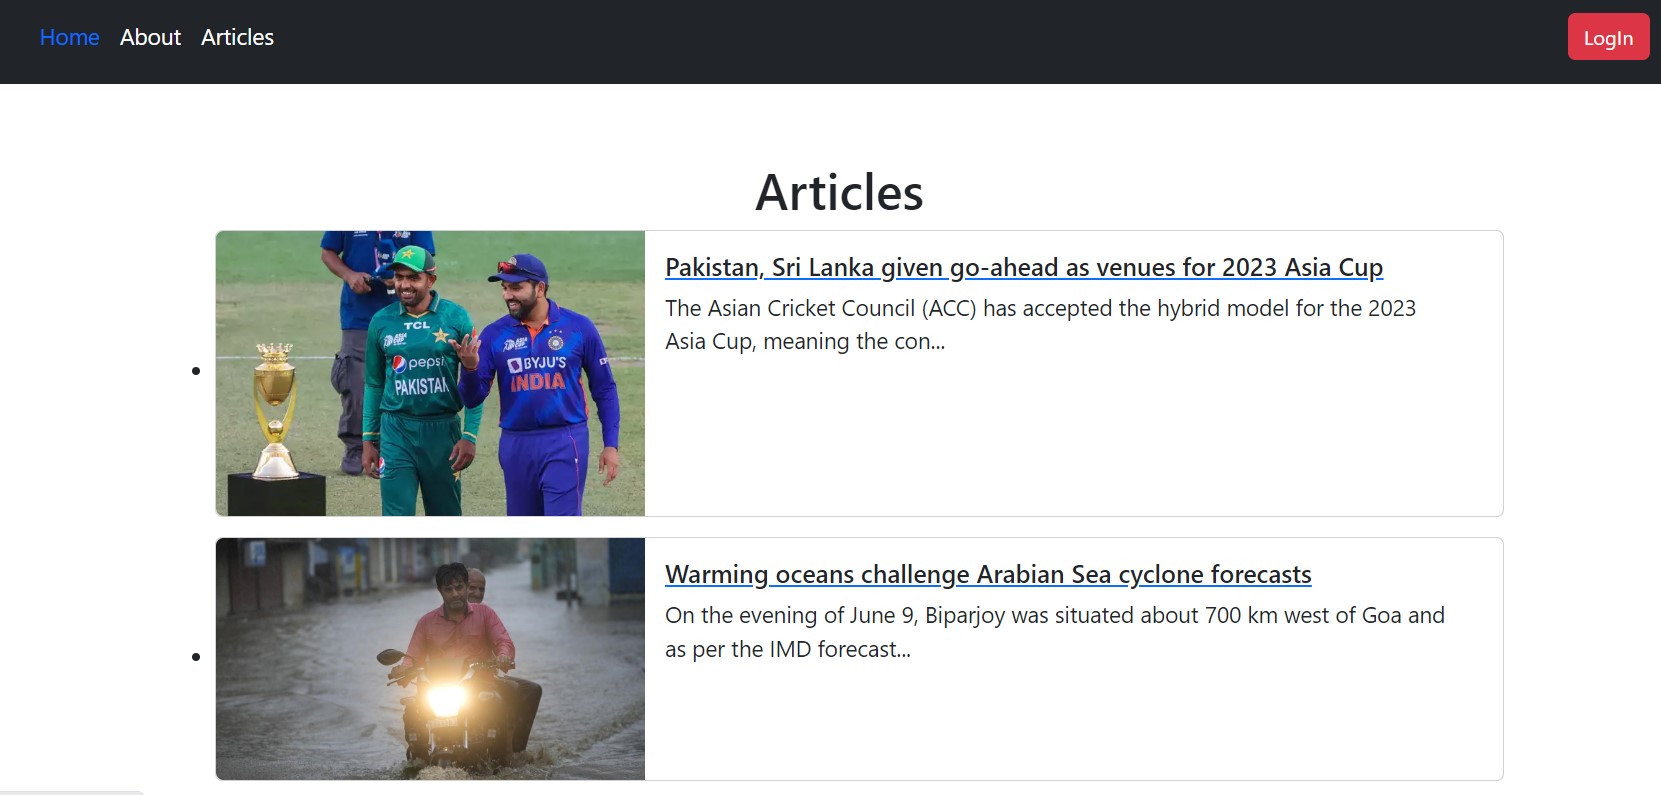 Home About Articles
LogIn
Articles
Pakistan, Sri Lanka given go-ahead as venues for 2023 Asia Cup
The Asian Cricket Council (ACC) has accepted the hybrid model for the 2023
Asia Cup, meaning the con...
TCL
pepsi
PAKISTAN
BYJU'S
INDIA
Warming oceans challenge Arabian Sea cyclone forecasts
On the evening of June 9, Biparjoy was situated about 700 km west of Goa and
as per the IMD forecast...